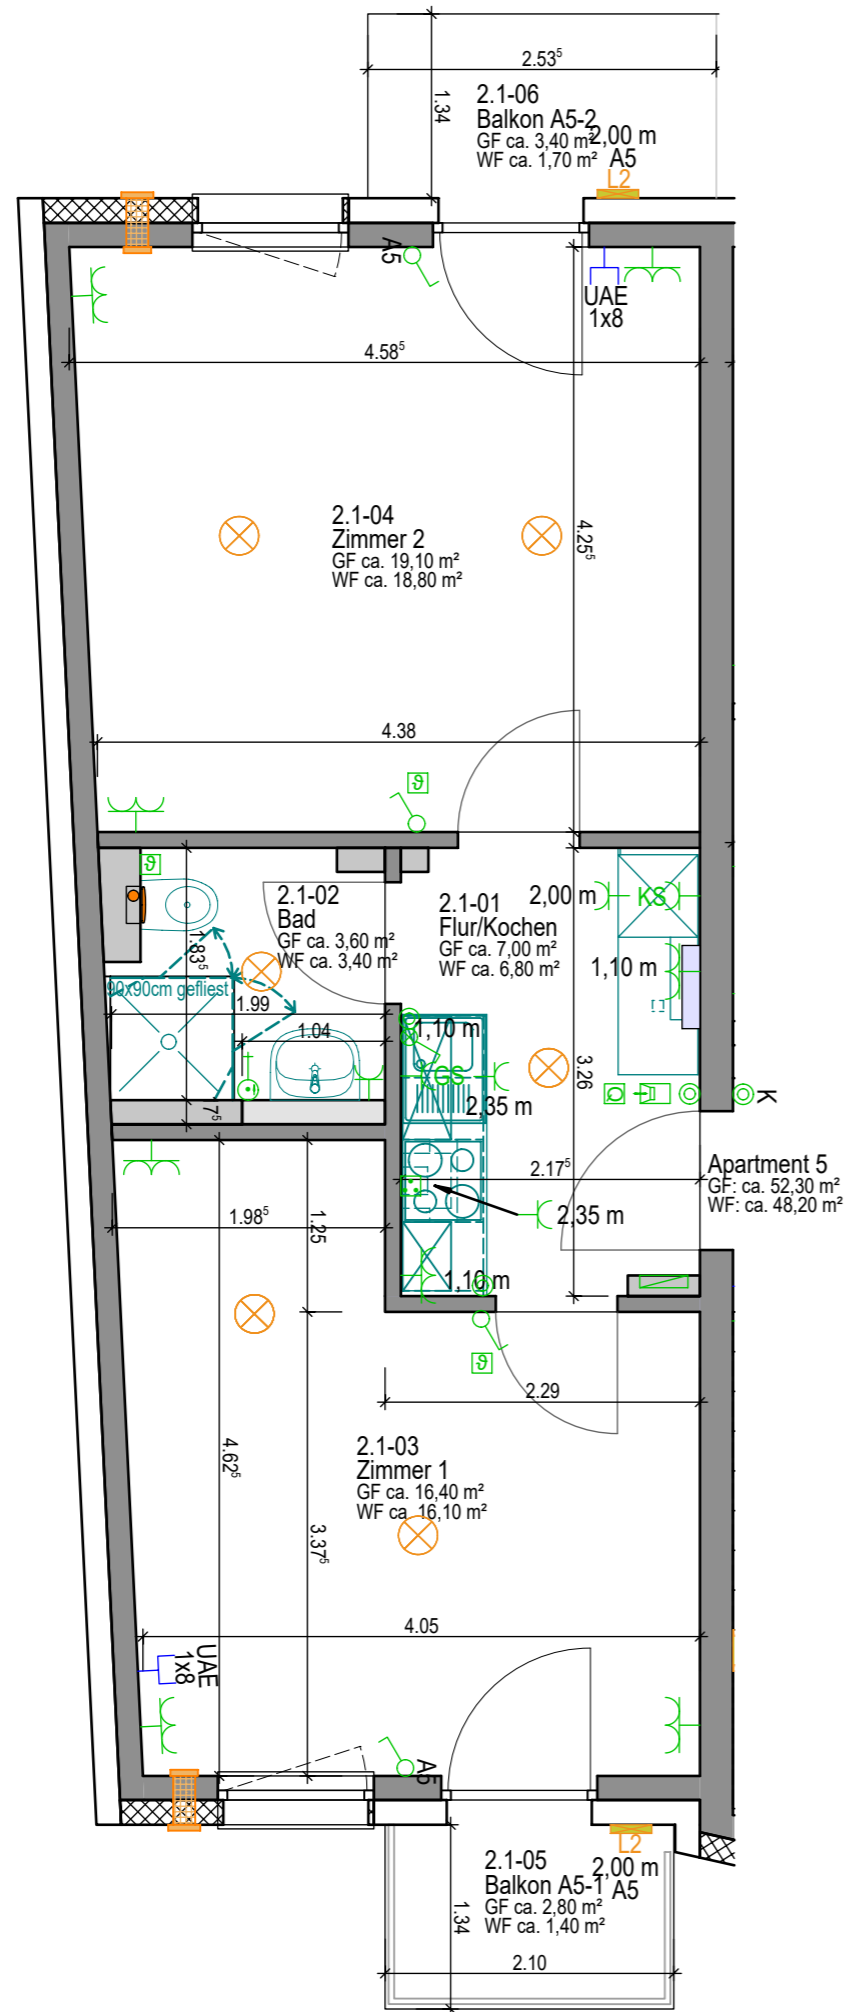 2.53⁵
1.34
2.1-06
Balkon A5-2
GF ca. 3,40 m²
WF ca. 1,70 m²
2,00 m
A5
L2
A5
UAE
1x8
4.58⁵
2.1-04
Zimmer 2
GF ca. 19,10 m²
WF ca. 18,80 m²
4.25⁵
4.38
ϑ
ϑ
2.1-02
Bad
GF ca. 3,60 m²
WF ca. 3,40 m²
1.83⁵
90x90cm gefliest
1.99
1.04
7⁵
2.1-01
Flur/Kochen
GF ca. 7,00 m²
WF ca. 6,80 m²
2,00 m
KS
1,10 m
1,10 m
GS
3.26
2,35 m
K
2.17⁵
2,35 m
1,10 m
Apartment 5
GF: ca. 52,30 m²
WF: ca. 48,20 m²
1.98⁵
1.25
ϑ
2.29
2.1-03
Zimmer 1
GF ca. 16,40 m²
WF ca. 16,10 m²
4.62⁵
3.37⁵
4.05
UAE
1x8
A5
L2
2.1-05
Balkon A5-1
GF ca. 2,80 m²
WF ca. 1,40 m²
2,00 m
A5
1.34
2.10